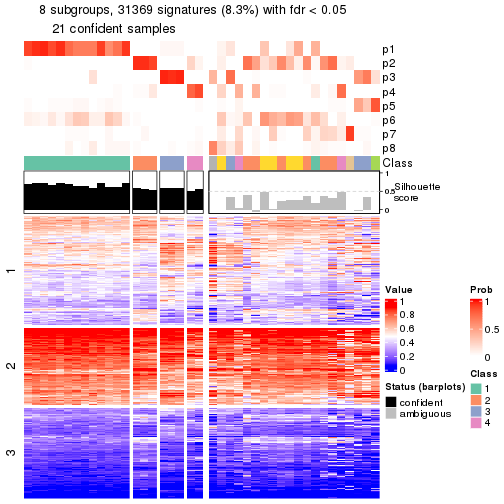 8 subgroups, 31369 signatures (8.3%) with fdr < 0.05
21 confident samples
p1
p2
p3
p4
p5
p6
p7
p8
Class
1
0.5
0
Silhouette
score
1
2
3
Value
1
0.8
0.6
0.4
0.2
0
Status (barplots)
confident
ambiguous
Prob
1
0.5
0
Class
1
2
3
4